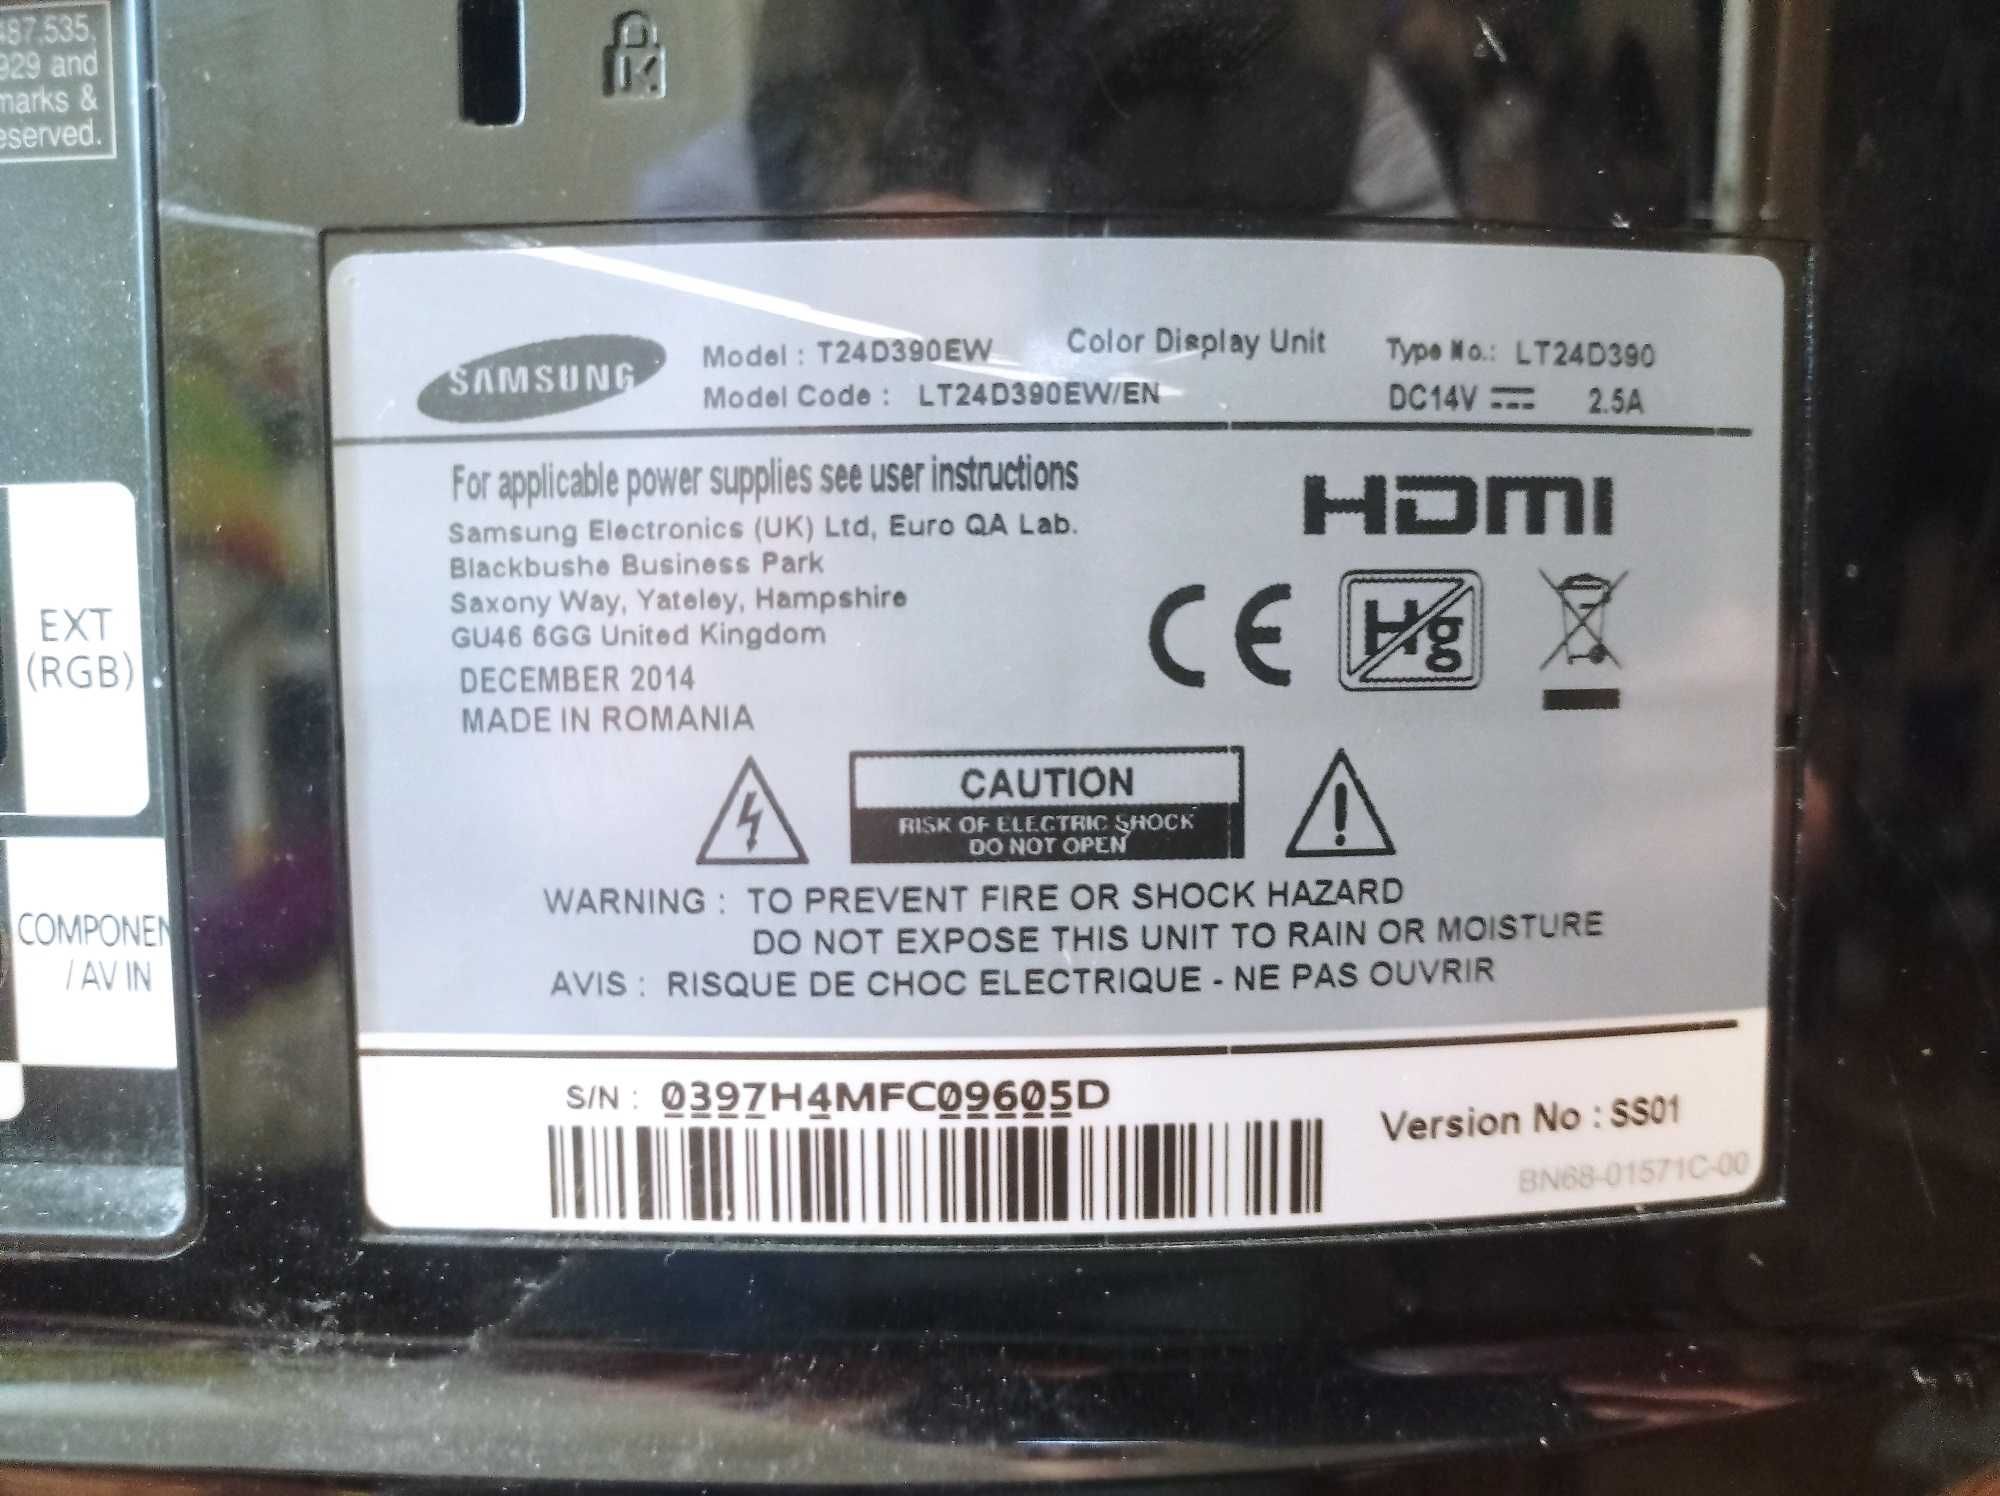 487,535,
929 and
marks &
eserved.
K
EXT
(RGB)
COMPONEN
/ AV IN
SAMSUNG
Model : T24D390EW Color Display Unit Type No.: LT24D390
Model Code : LT24D390EW/EN DC14V 2.5A
For applicable power supplies see user instructions
Samsung Electronics (UK) Ltd, Euro QA Lab.
Blackbushe Business Park
Saxony Way, Yateley, Hampshire
GU46 6GG United Kingdom
DECEMBER 2014
MADE IN ROMANIA
HDMI
CE Hg
CAUTION
RISK OF ELECTRIC SHOCK
DO NOT OPEN
WARNING : TO PREVENT FIRE OR SHOCK HAZARD
DO NOT EXPOSE THIS UNIT TO RAIN OR MOISTURE
AVIS : RISQUE DE CHOC ELECTRIQUE - NE PAS OUVRIR
S/N : 0397H4MFC09605D
Version No : SS01
BN68-01571C-00